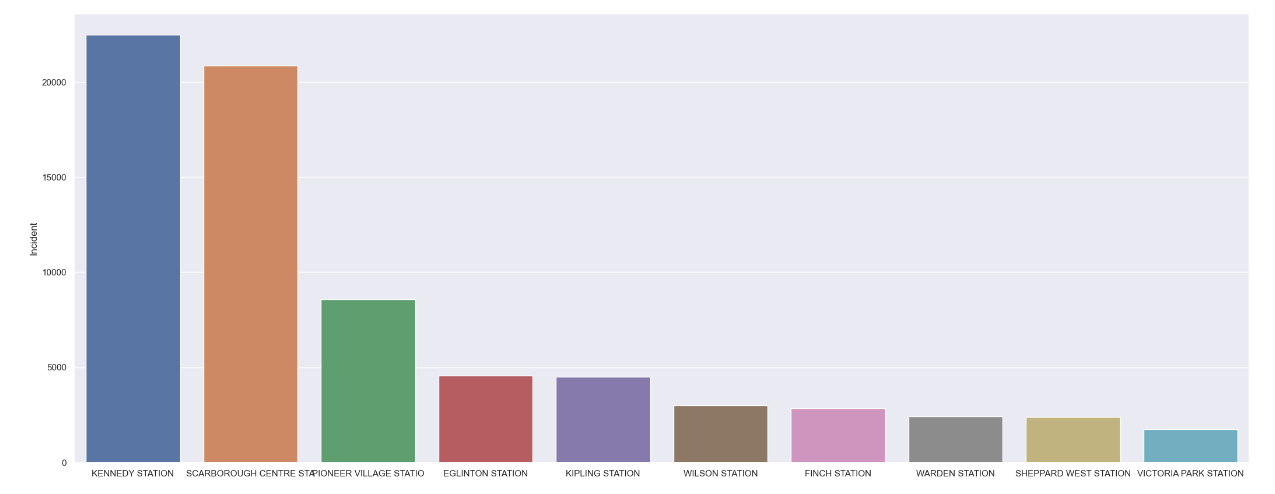 20000
15000
Incident
10000
5000
0
KENNEDY STATION SCARBOROUGH CENTRE STA PIONEER VILLAGE STATIO EGLINTON STATION KIPLING STATION WILSON STATION FINCH STATION WARDEN STATION SHEPPARD WEST STATION VICTORIA PARK STATION